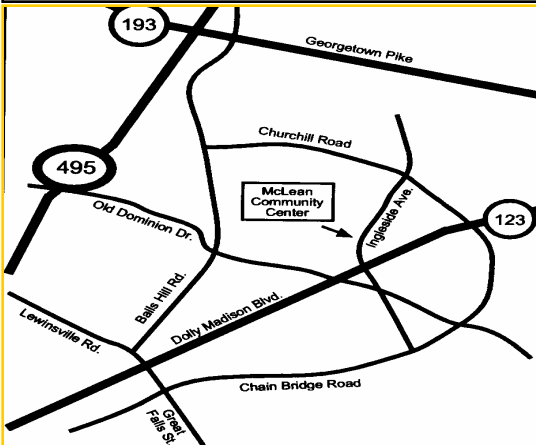 193
Georgetown Pike
Churchill Road
495
McLean
Community
Center
Ingleside Ave.
123
Old Dominion Dr.
Balls Hill Rd.
Dolly Madison Blvd.
Lewinsville Rd.
Chain Bridge Road
Great
Falls St.